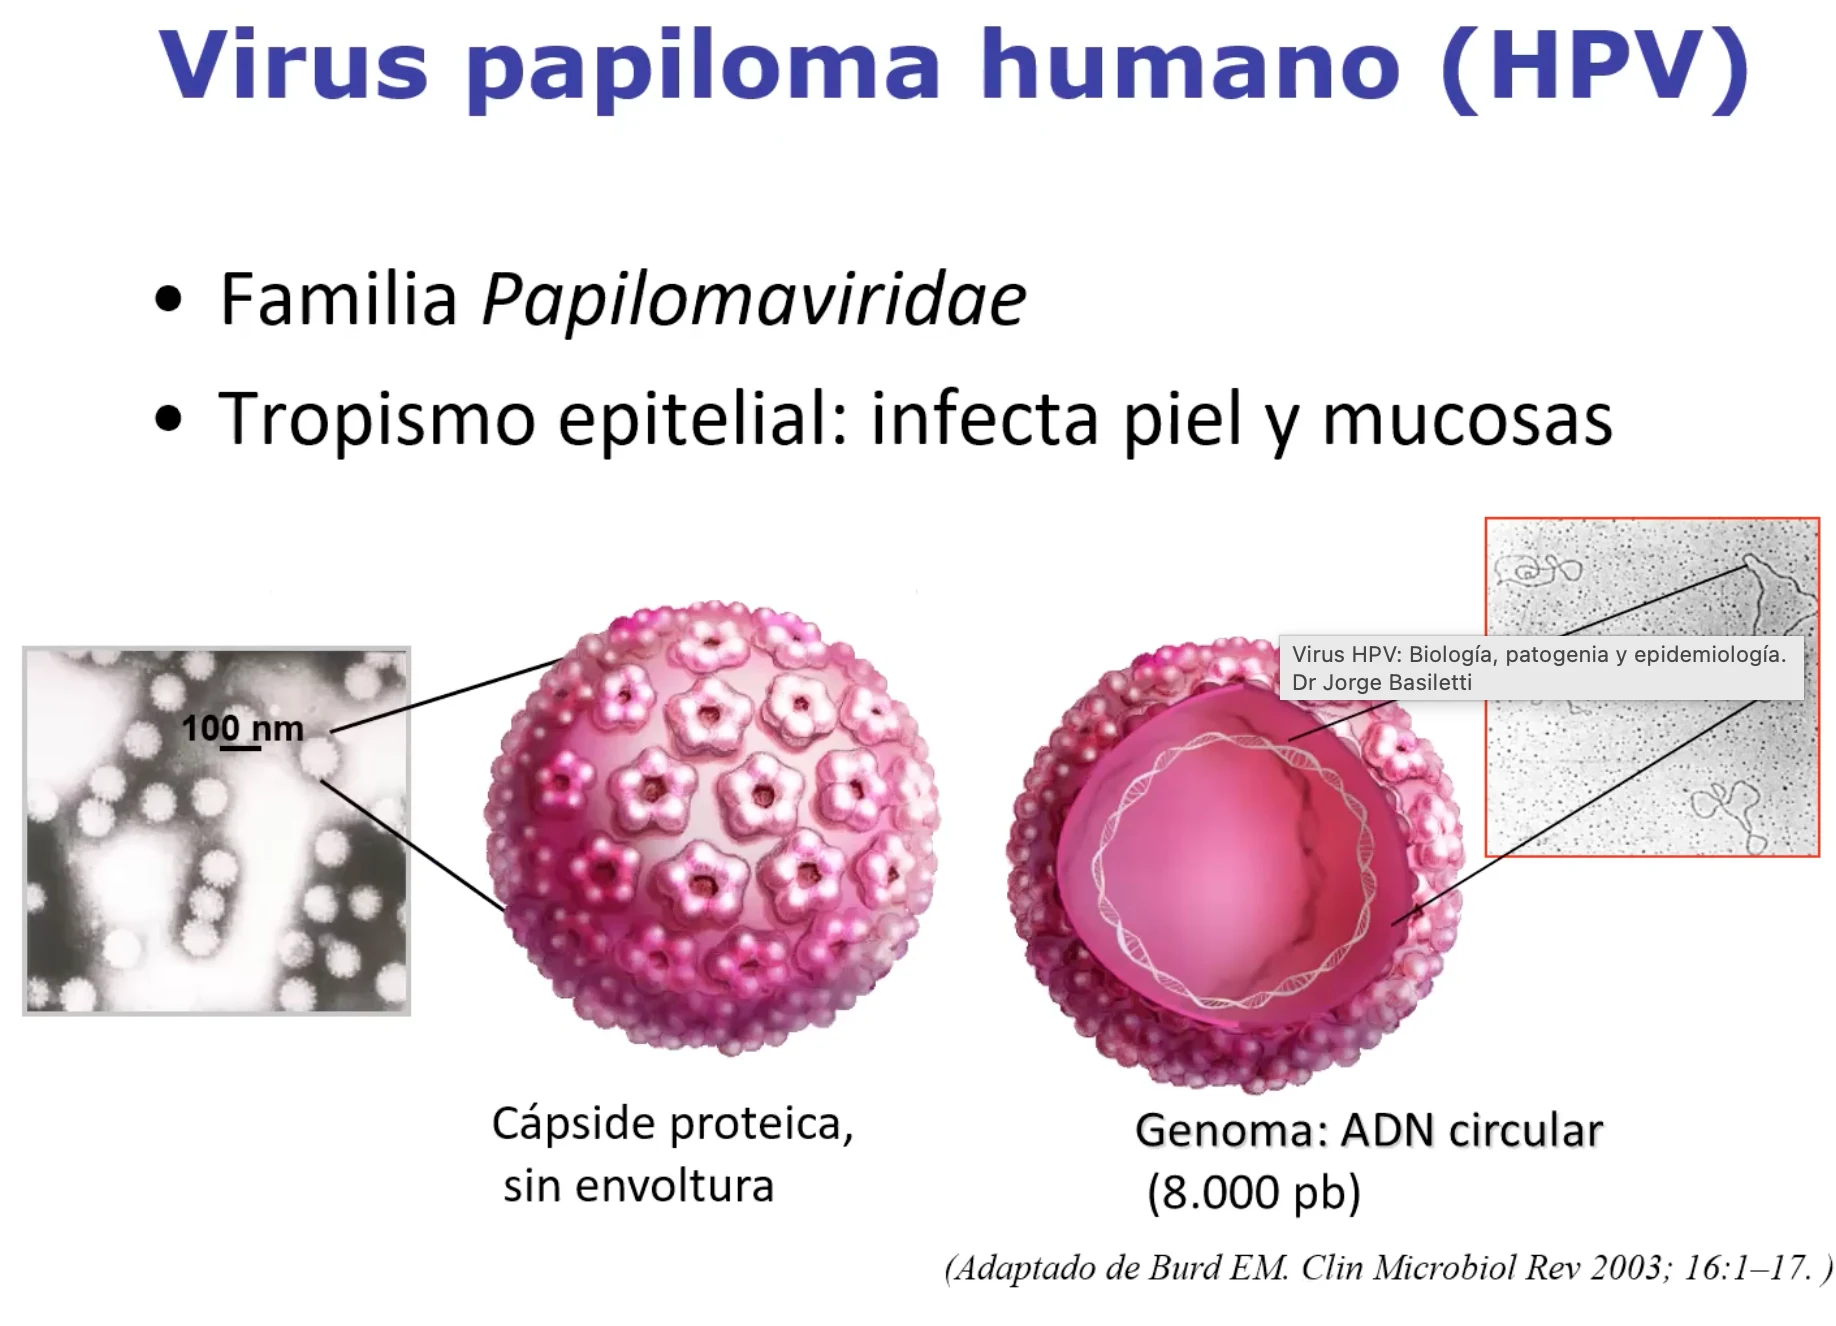 Virus papiloma humano (HPV)
• Familia Papilomaviridae
• Tropismo epitelial: infecta piel y mucosas
100 nm
Virus HPV: Biología, patogenia y epidemiología.
Dr Jorge Basiletti
Cápside proteica,
sin envoltura
Genoma: ADN circular
(8.000 pb)
(Adaptado de Burd EM. Clin Microbiol Rev 2003; 16:1–17. )